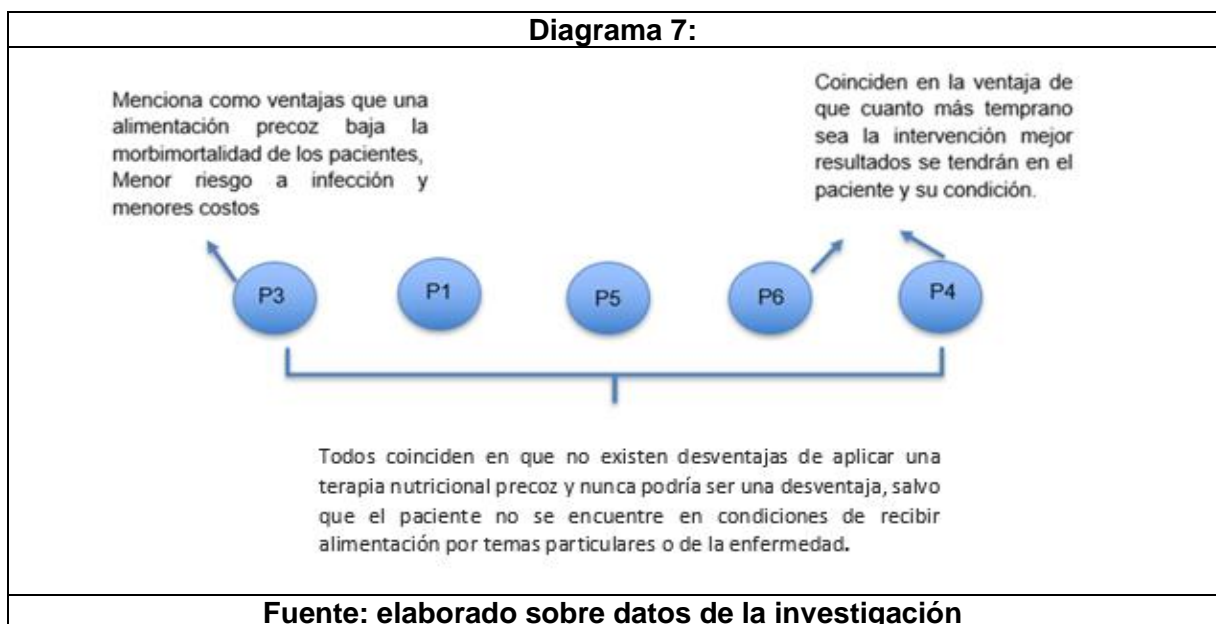 Diagrama 7:
Menciona como ventajas que una
alimentación precoz baja la
morbimortalidad de los pacientes,
Menor riesgo a infección y
menores costos
Coinciden en la ventaja de
que cuanto más temprano
sea la intervención mejor
resultados se tendrán en el
paciente y su condición.
P3
P1
P5
P6
P4
Todos coinciden en que no existen desventajas de aplicar una
terapia nutricional precoz y nunca podría ser una desventaja, salvo
que el paciente no se encuentre en condiciones de recibir
alimentación por temas particulares o de la enfermedad.
Fuente: elaborado sobre datos de la investigación